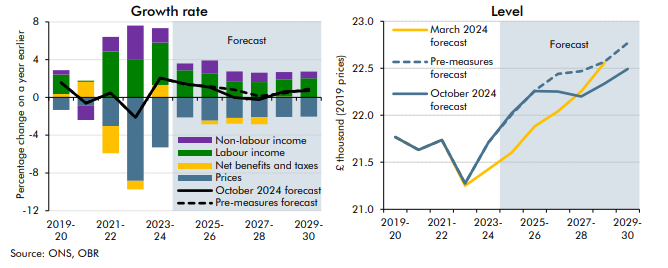 Growth rate
Percentage change on a year earlier
8
4
0
-4
-8
-12
Forecast
Non-labour income
Labour income
Net benefits and taxes
Prices
October 2024 forecast
Pre-measures forecast
2019-
20
2021-
22
2023-
24
2025-
26
2027-
28
2029-
30
Source: ONS, OBR
Level
£ thousand (2019 prices)
23.0
22.5
22.0
21.5
21.0
March 2024
forecast
Pre-measures
forecast
October 2024
forecast
Forecast
2019-
20
2021-
22
2023-
24
2025-
26
2027-
28
2029-
30